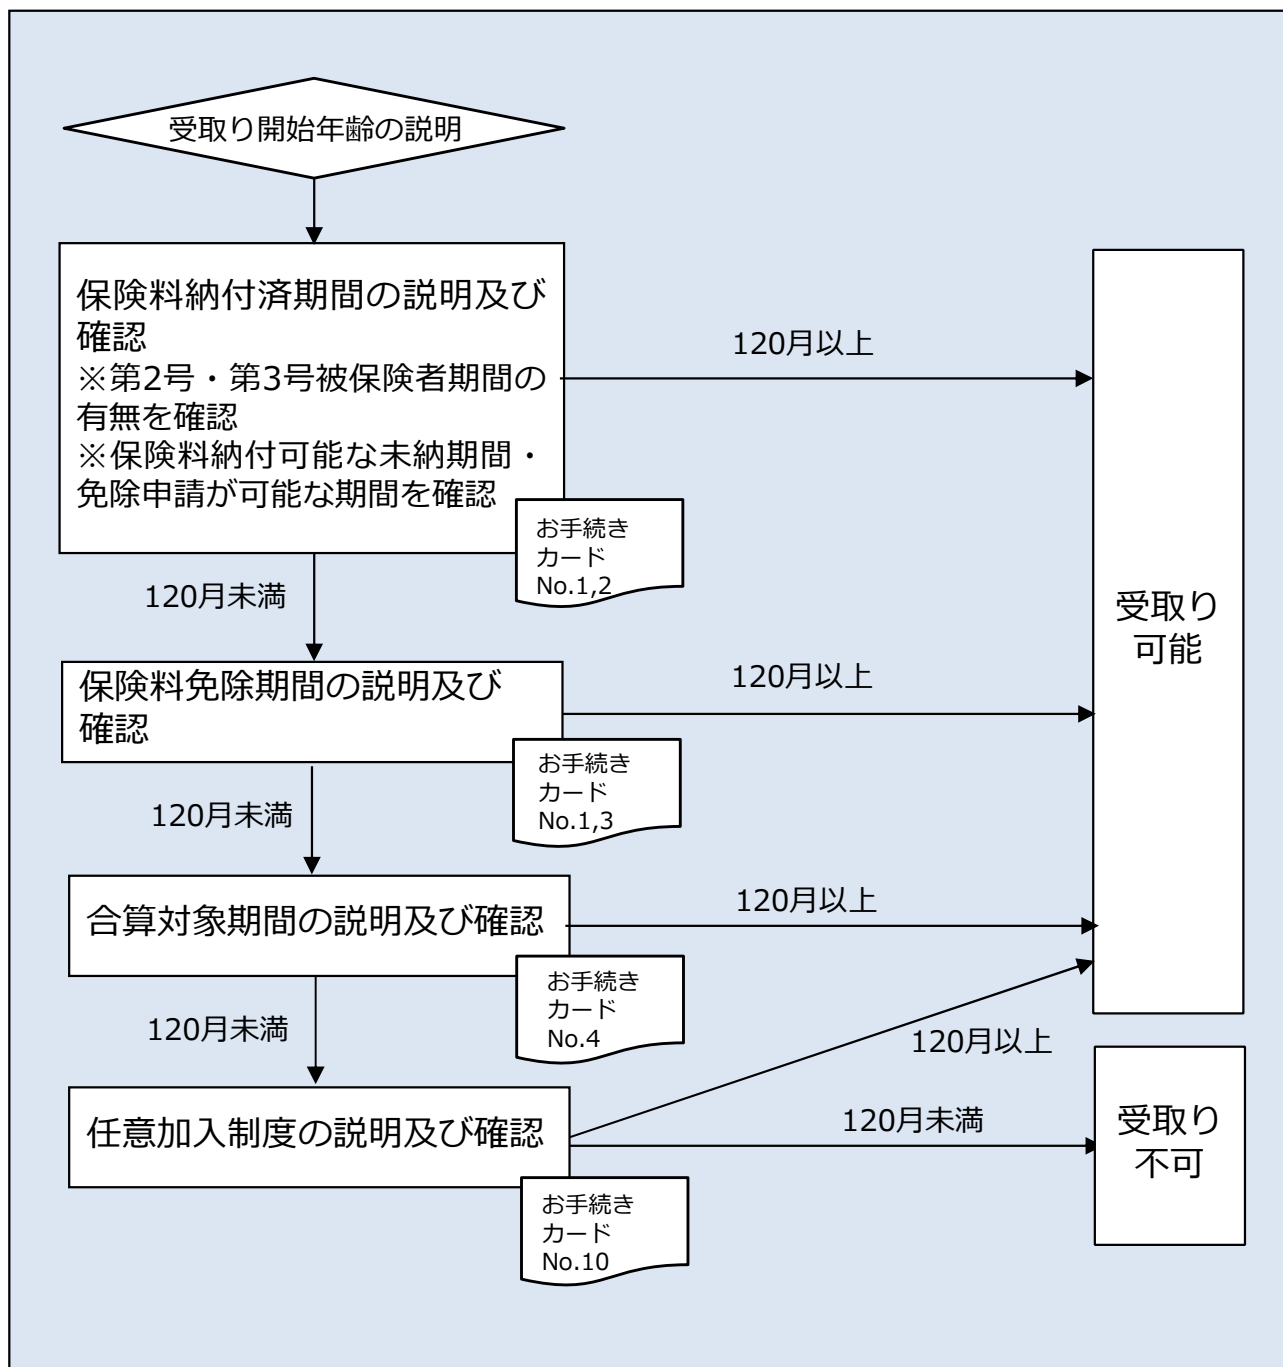 受取り開始年齢の説明
保険料納付済期間の説明及び
確認
※第2号・第3号被保険者期間の
有無を確認
※保険料納付可能な未納期間・
免除申請が可能な期間を確認
お手続き
カード
No.1,2
120月以上
120月未満
保険料免除期間の説明及び
確認
お手続き
カード
No.1,3
120月以上
120月未満
合算対象期間の説明及び確認
お手続き
カード
No.4
120月以上
120月未満
任意加入制度の説明及び確認
お手続き
カード
No.10
120月以上
120月未満
受取り
可能
受取り
不可